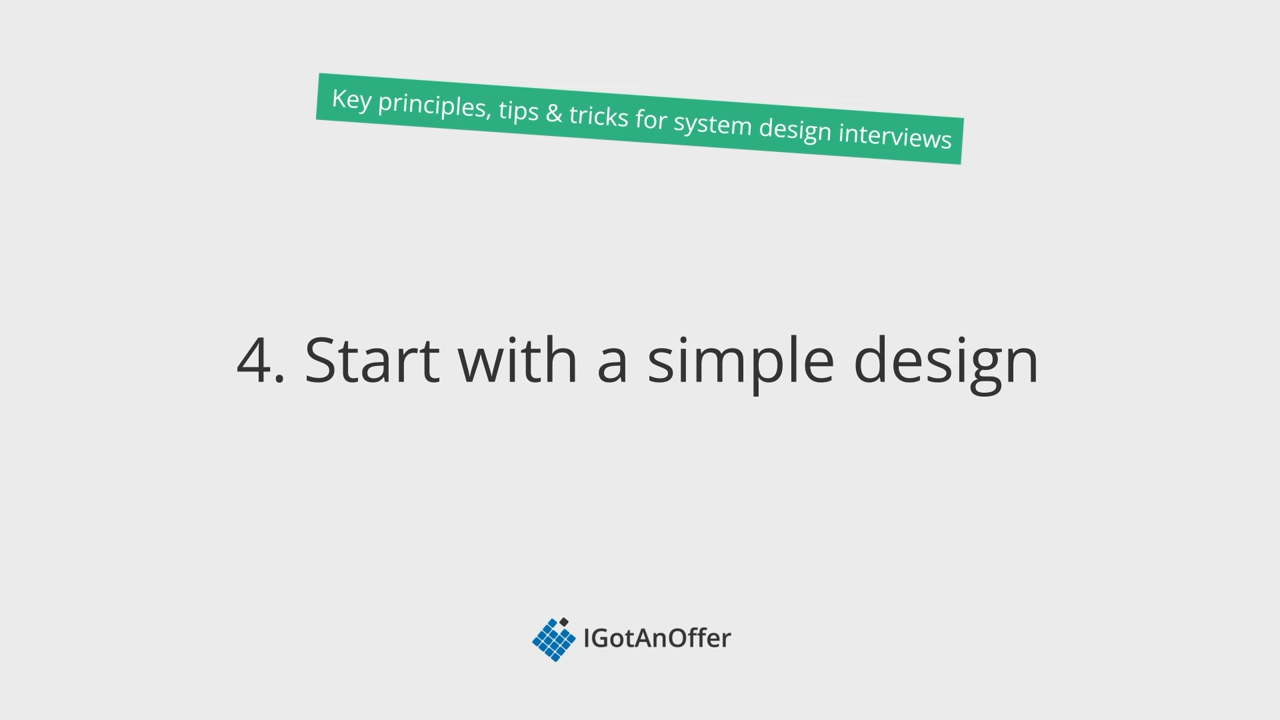 Key principles, tips & tricks for system design interviews
4. Start with a simple design
IGotAnOffer